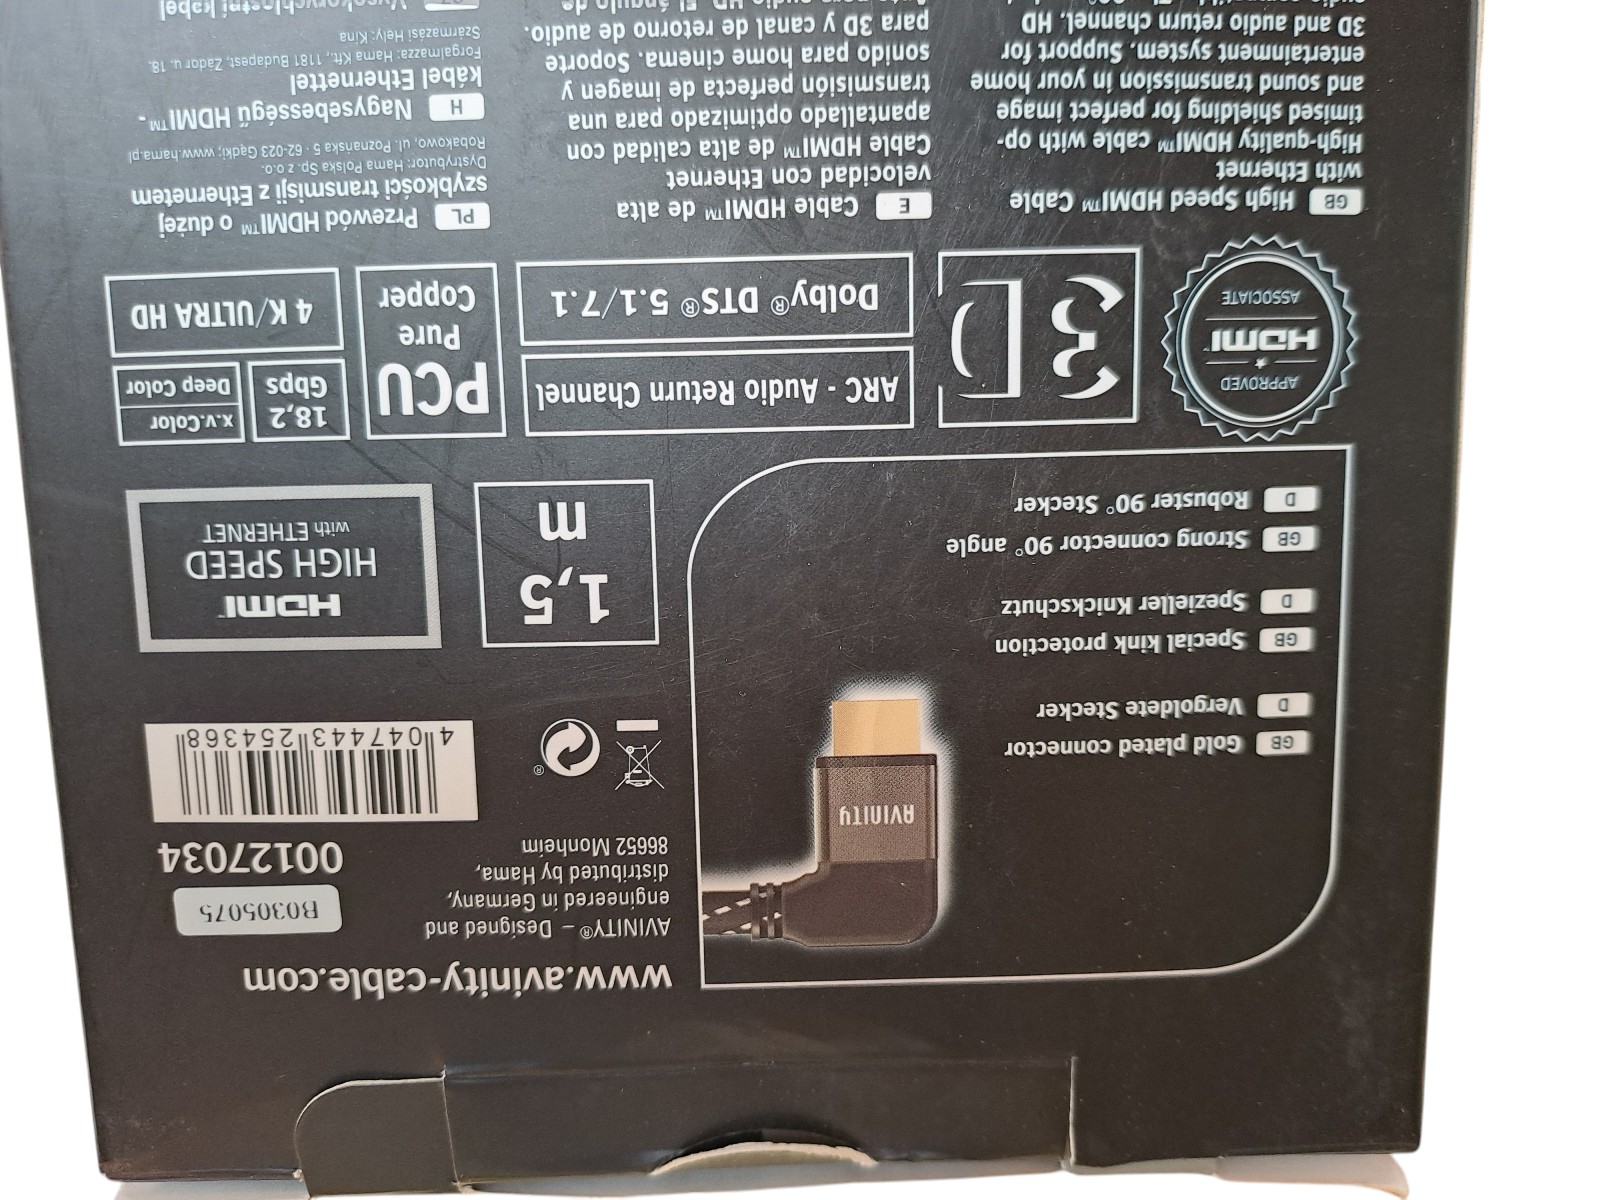 High Speed HDMI™ Cable
with Ethernet
High-quality HDMI™ cable with op-
timised shielding for perfect image
and sound transmission in your home
entertainment system. Support for
3D and audio return channel. HD
GB
E
Cable HDMI™ de alta
velocidad con Ethernet
Cable HDMI™ de alta calidad con
apantallado optimizado para una
transmisión perfecta de imagen y
sonido para home cinema. Soporte
para 3D y canal de retorno de audio.
PL
Przewód HDMI™ o dużej
szybkości transmisji z Ethernetem
Dystrybutor: Hama Polska Sp. z o.o.
Robakowo, ul. Poznańska 5 · 62-023 Gądki; www.hama.pl
H
Nagysebességű HDMI™-
kábel Ethernettel
Forgalmazza: Hama Kft., 1181 Budapest, Zádor u. 18.
Származási Hely: Kína
APPROVED
HDMI™
ASSOCIATE
3D
ARC - Audio Return Channel
Dolby® DTS® 5.1/7.1
PCU
Pure
Copper
18,2
Gbps
x.v.Color
Deep Color
4 K/ULTRA HD
HDMI™
HIGH SPEED
with ETHERNET
1,5
m
GB Gold plated connector
D Vergoldete Stecker
GB Special kink protection
D Spezieller Knickschutz
GB Strong connector 90° angle
D Robuster 90° Stecker
AVINITY
www.avinity-cable.com
AVINITY® – Designed and
engineered in Germany,
distributed by Hama,
86652 Monheim
B0305075
00127034
4 047443 254368